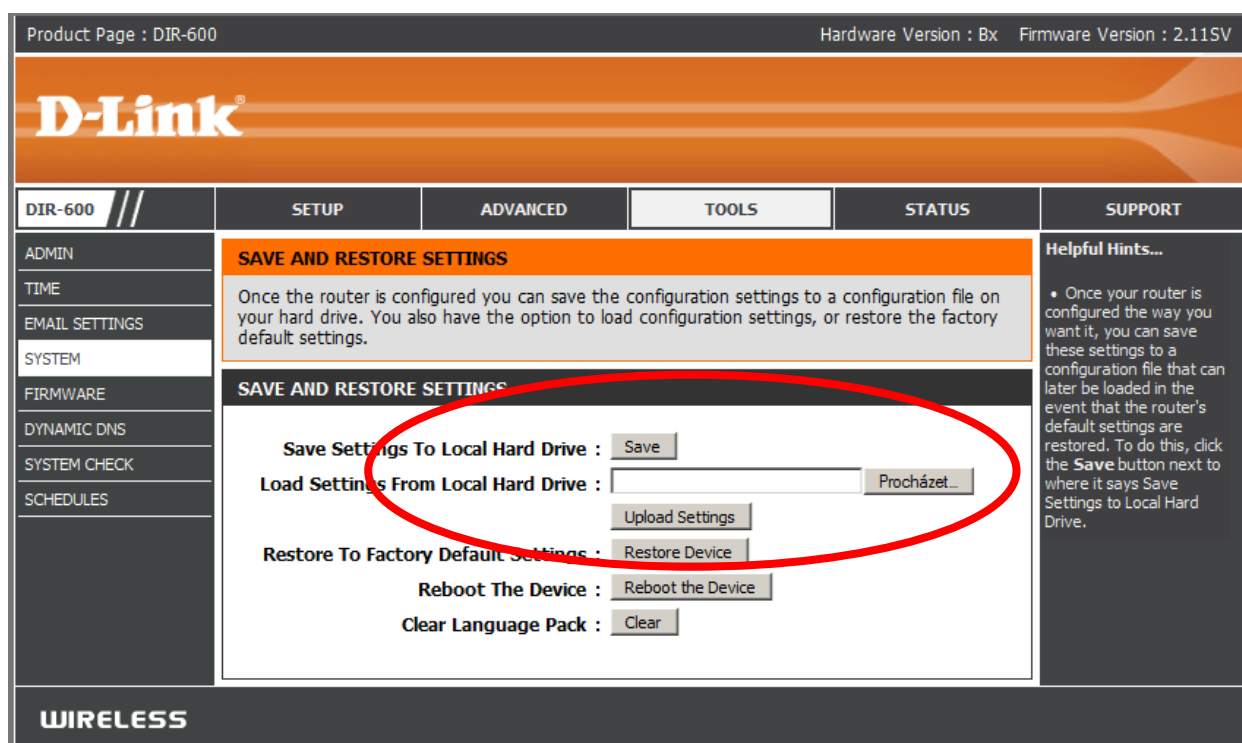 Product Page : DIR-600
Hardware Version : Bx Firmware Version : 2.11SV
D-Link®
DIR-600
SETUP
ADVANCED
TOOLS
STATUS
SUPPORT
ADMIN
TIME
EMAIL SETTINGS
SYSTEM
FIRMWARE
DYNAMIC DNS
SYSTEM CHECK
SCHEDULES
SAVE AND RESTORE SETTINGS
Once the router is configured you can save the configuration settings to a configuration file on
your hard drive. You also have the option to load configuration settings, or restore the factory
default settings.
SAVE AND RESTORE SETTINGS
Save Settings To Local Hard Drive : Save
Load Settings From Local Hard Drive : Procházet...
Upload Settings
Restore To Factory Default Settings : Restore Device
Reboot The Device : Reboot the Device
Clear Language Pack : Clear
Helpful Hints...
• Once your router is
configured the way you
want it, you can save
these settings to a
configuration file that can
later be loaded in the
event that the router's
default settings are
restored. To do this, click
the Save button next to
where it says Save
Settings to Local Hard
Drive.
WIRELESS